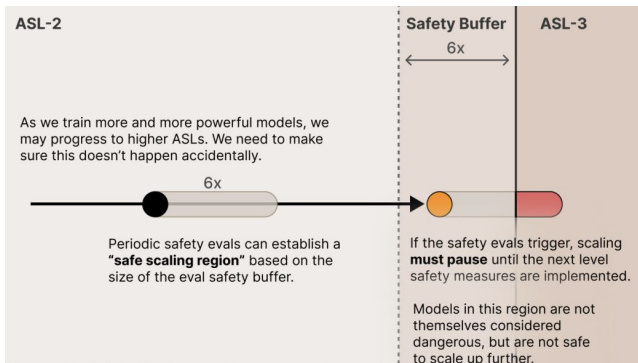 ASL-2
Safety Buffer
ASL-3
6x
As we train more and more powerful models, we
may progress to higher ASLs. We need to make
sure this doesn’t happen accidentally.
6x
Periodic safety evals can establish a
“safe scaling region” based on the
size of the eval safety buffer.
If the safety evals trigger, scaling
must pause until the next level
safety measures are implemented.
Models in this region are not
themselves considered
dangerous, but are not safe
to scale up further.